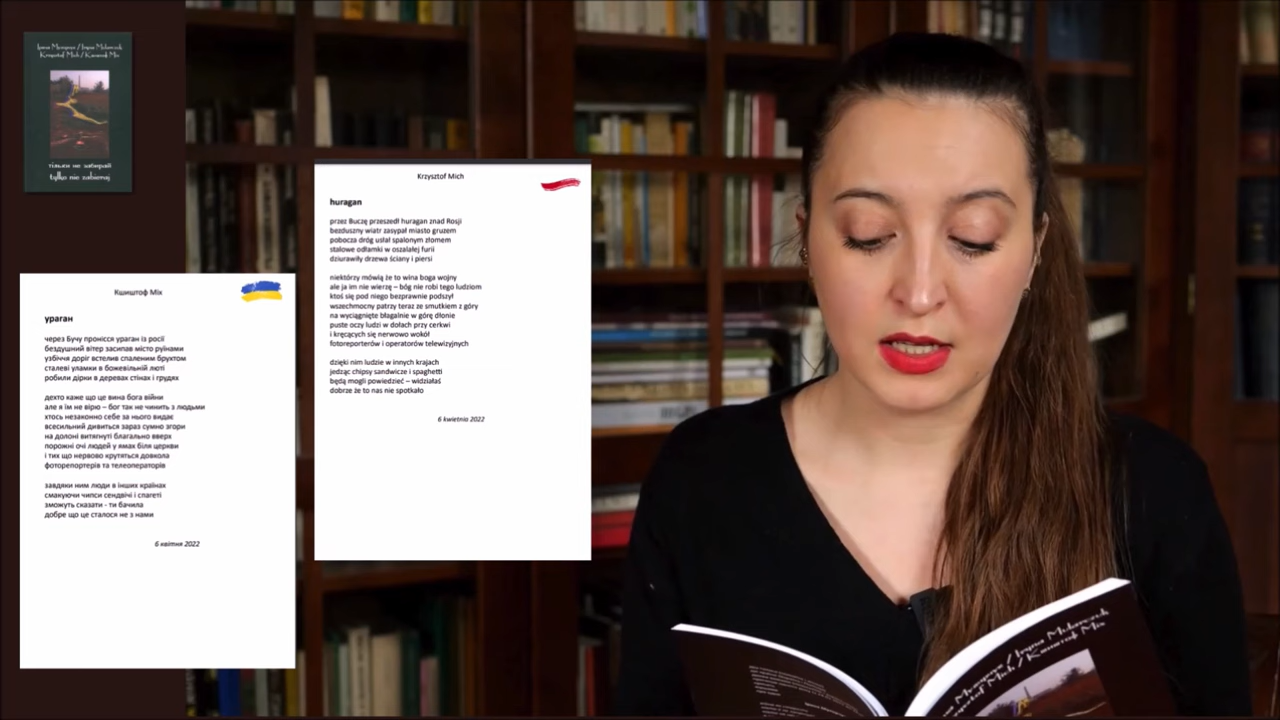 Ірина Мельничук / Iryna Melniczuk
Krzysztof Mich / Кшиштоф Міх
тільки не забирай
tylko nie zabieraj
Кшиштоф Міх
ураган
через Бучу пронісся ураган із росії
бездушний вітер засипав місто руїнами
узбіччя доріг встелив спаленим брухтом
сталеві уламки в божевільній люті
робили дірки в деревах стінах і грудях
дехто каже що це вина бога війни
але я їм не вірю – бог так не чинить з людьми
хтось незаконно себе за нього видає
всесильний дивиться зараз сумно згори
на долоні витягнуті благально вверх
порожні очі людей у ямах біля церкви
і тих що нервово крутяться довкола
фоторепортерів та телеоператорів
завдяки ним люди в інших країнах
смакуючи чипси сендвічі і спагеті
зможуть сказати - ти бачила
добре що це сталося не з нами
6 квітня 2022
Krzysztof Mich
huragan
przez Buczę przeszedł huragan znad Rosji
bezduszny wiatr zasypał miasto gruzem
pobocza dróg usłał spalonym złomem
stalowe odłamki w oszalałej furii
dziurawiły drzewa ściany i piersi
niektórzy mówią że to wina boga wojny
ale ja im nie wierzę – bóg nie robi tego ludziom
ktoś się pod niego bezprawnie podszył
wszechmocny patrzy teraz ze smutkiem z góry
na wyciągnięte błagalnie w górę dłonie
puste oczy ludzi w dołach przy cerkwi
i kręcących się nerwowo wokół
fotoreporterów i operatorów telewizyjnych
dzięki nim ludzie w innych krajach
jedząc chipsy sandwicze i spaghetti
będą mogli powiedzieć – widziałaś
dobrze że to nas nie spotkało
6 kwietnia 2022